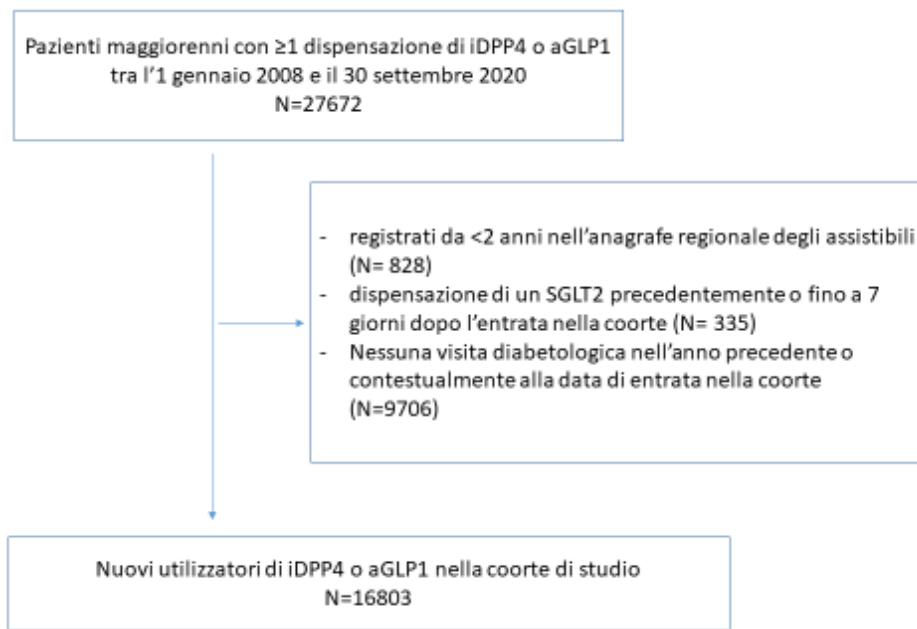 Pazienti maggiorenni con ≥1 dispensazione di iDPP4 o aGLP1
tra l'1 gennaio 2008 e il 30 settembre 2020
N=27672
- registrati da <2 anni nell'anagrafe regionale degli assistibili
(N= 828)
- dispensazione di un SGLT2 precedentemente o fino a 7
giorni dopo l'entrata nella coorte (N= 335)
- Nessuna visita diabetologica nell'anno precedente o
contestualmente alla data di entrata nella coorte
(N=9706)
Nuovi utilizzatori di iDPP4 o aGLP1 nella coorte di studio
N=16803